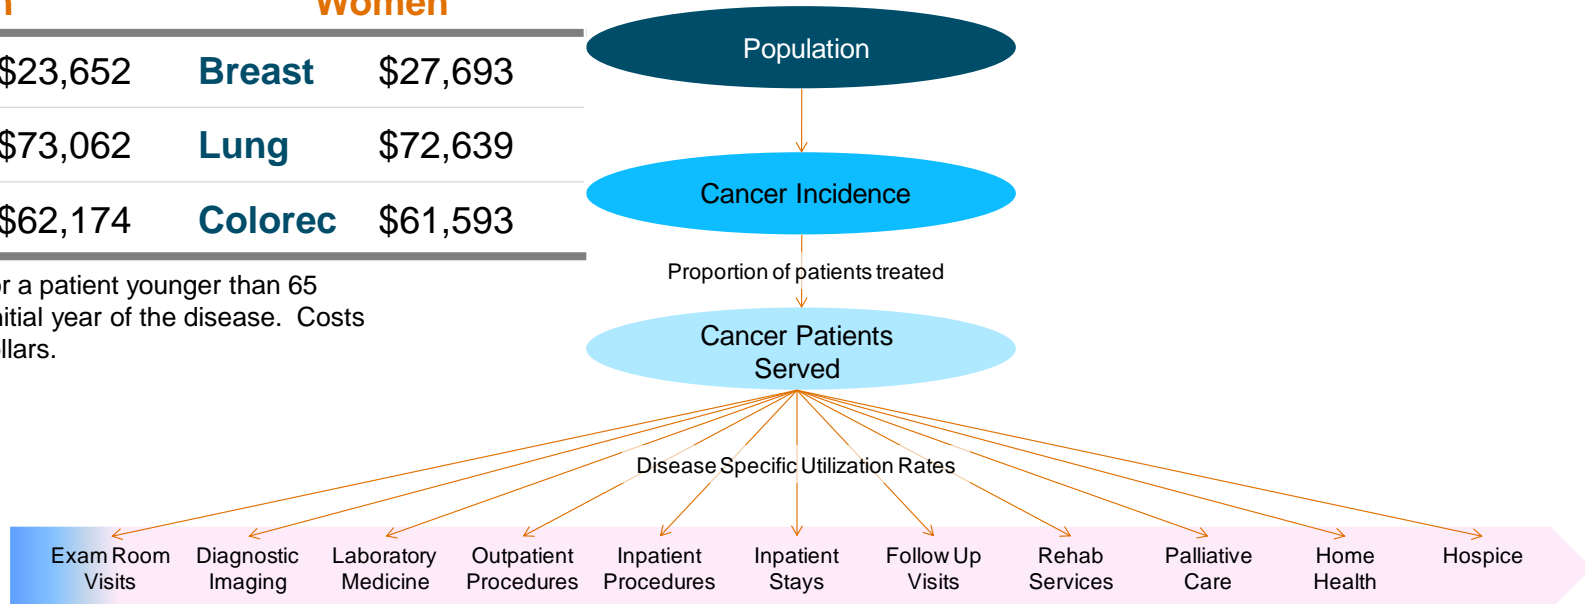 Women
$23,652 Breast $27,693
$73,062 Lung $72,639
$62,174 Colorec $61,593
a patient younger than 65
year of the disease. Costs
Population
Cancer Incidence
Proportion of patients treated
Cancer Patients
Served
Disease Specific Utilization Rates
Exam Room
Visits
Diagnostic
Imaging
Laboratory
Medicine
Outpatient
Procedures
Inpatient
Procedures
Inpatient
Stays
Follow Up
Visits
Rehab
Services
Palliative
Care
Home
Health
Hospice